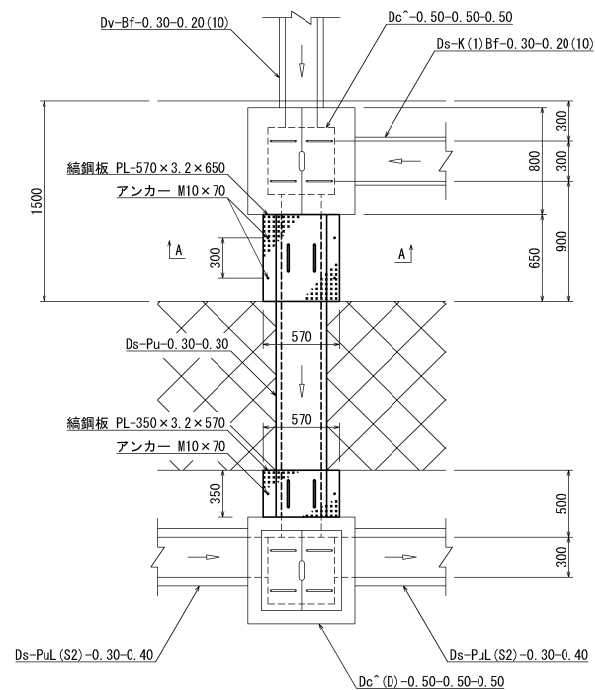 Dv-Bf-0.30-0.20(10)
Dc^-0.50-0.50-0.50
Ds-K(1)Bf-0.30-0.20(10)
縞鋼板 PL-570×3.2×650
アンカー M10×70
1500
300
800
300
A
300
A
650
900
570
Ds-Pu-0.30-0.30
570
縞鋼板 PL-350×3.2×570
アンカー M10×70
350
500
300
Ds-PuL(S2)-0.30-0.40
Ds-PuL(S2)-0.30-0.40
Dc^(D)-0.50-0.50-0.50